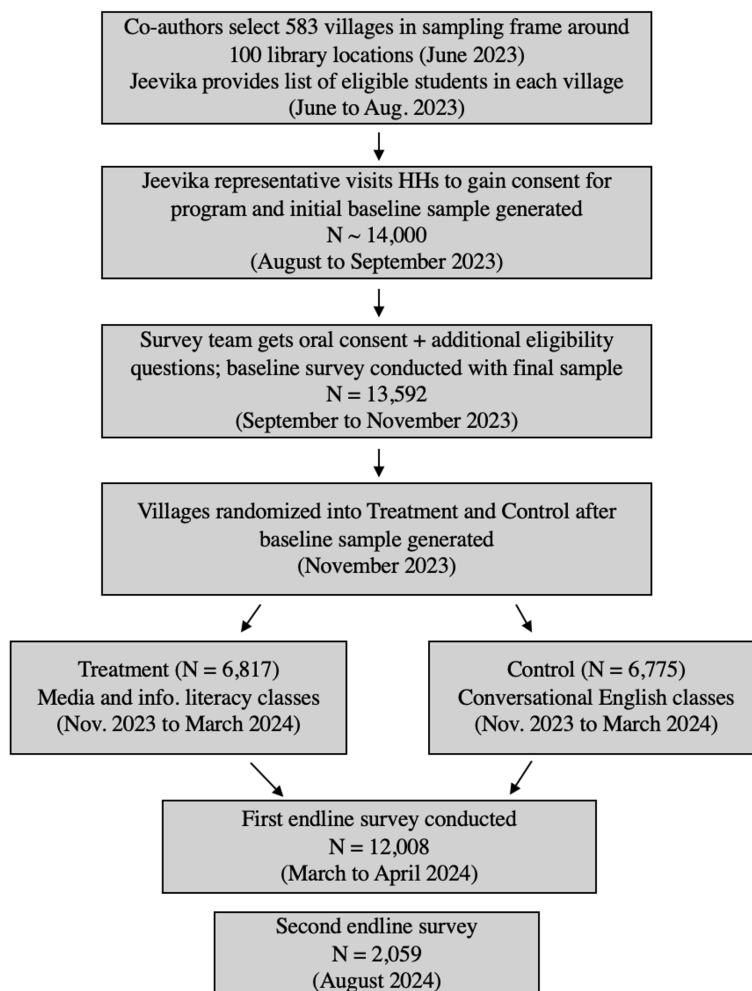 Co-authors select 583 villages in sampling frame around
100 library locations (June 2023)
Jeevika provides list of eligible students in each village
(June to Aug. 2023)
Jeevika representative visits HHs to gain consent for
program and initial baseline sample generated
N ~ 14,000
(August to September 2023)
Survey team gets oral consent + additional eligibility
questions; baseline survey conducted with final sample
N = 13,592
(September to November 2023)
Villages randomized into Treatment and Control after
baseline sample generated
(November 2023)
Treatment (N = 6,817)
Media and info. literacy classes
(Nov. 2023 to March 2024)
Control (N = 6,775)
Conversational English classes
(Nov. 2023 to March 2024)
First endline survey conducted
N = 12,008
(March to April 2024)
Second endline survey
N = 2,059
(August 2024)